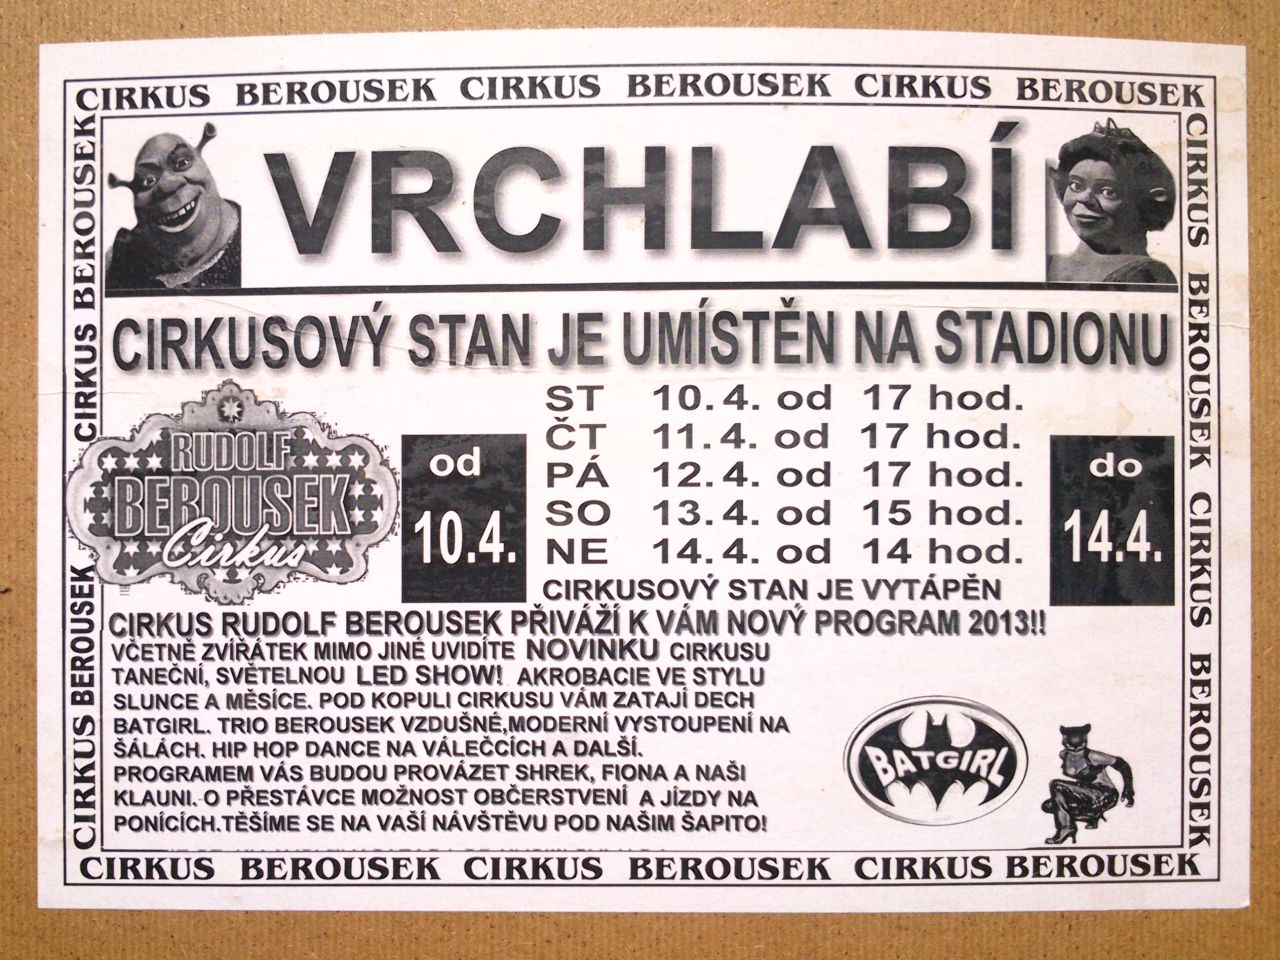 CIRKUS BEROUSEK CIRKUS BEROUSEK CIRKUS BEROUSEK
CIRKUS BEROUSEK CIRKUS BEROUSEK
CIRKUS BEROUSEK CIRKUS BEROUSEK CIRKUS BEROUSEK
VRCHLABÍ
CIRKUSOVÝ STAN JE UMÍSTĚN NA STADIONU
RUDOLF
BEROUSEK
Cirkus
od
10.4.
ST 10.4. od 17 hod.
ČT 11.4. od 17 hod.
PÁ 12.4. od 17 hod.
SO 13.4. od 15 hod.
NE 14.4. od 14 hod.
do
14.4.
CIRKUSOVÝ STAN JE VYTÁPĚN
CIRKUS RUDOLF BEROUSEK PŘIVÁŽÍ K VÁM NOVÝ PROGRAM 2013!!
VČETNĚ ZVÍŘÁTEK MIMO JINÉ UVIDÍTE NOVINKU CIRKUSU
TANEČNÍ, SVĚTELNOU LED SHOW! AKROBACIE VE STYLU
SLUNCE A MĚSÍCE. POD KOPULI CIRKUSU VÁM ZATAJÍ DECH
BATGIRL. TRIO BEROUSEK VZDUŠNÉ,MODERNÍ VYSTOUPENÍ NA
ŠÁLÁCH. HIP HOP DANCE NA VÁLEČCÍCH A DALŠÍ.
PROGRAMEM VÁS BUDOU PROVÁZET SHREK, FIONA A NAŠI
KLAUNI. O PŘESTÁVCE MOŽNOST OBČERSTVENÍ A JÍZDY NA
PONÍCÍCH.TĚŠÍME SE NA VAŠÍ NÁVŠTĚVU POD NAŠIM ŠAPITO!
BATGIRL
CIRKUS BEROUSEK CIRKUS BEROUSEK CIRKUS BEROUSEK